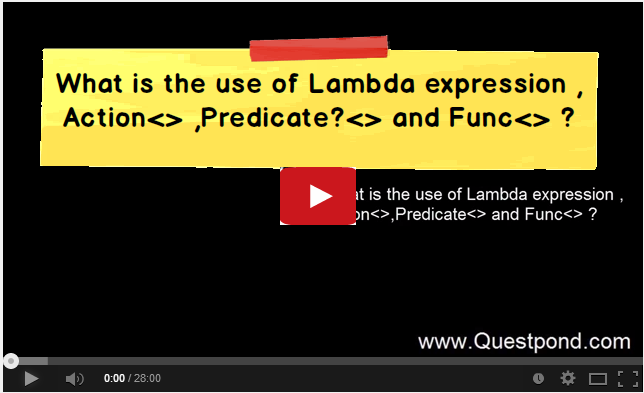 What is the use of Lambda expression ,
Action<> ,Predicate?<> and Func<> ?
is the use of Lambda expression ,
<>,Predicate<> and Func<> ?
www.Questpond.com
0:00 / 28:00